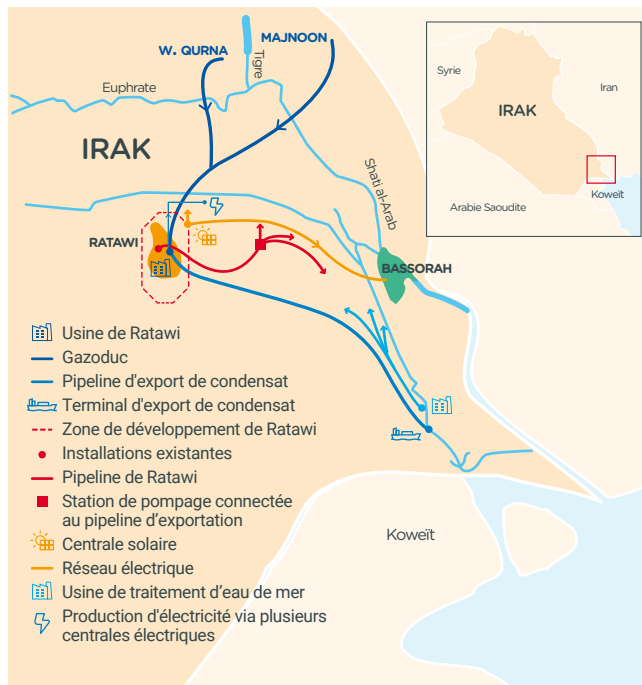 W. QURNA
MAJNOON
Tigre
Euphrate
IRAK
Shatt al-Arab
RATAWI
BASSORAH
Syrie
Iran
IRAK
Koweït
Arabie Saoudite
Usine de Ratawi
Gazoduc
Pipeline d'export de condensat
Terminal d'export de condensat
Zone de développement de Ratawi
Installations existantes
Pipeline de Ratawi
Station de pompage connectée
au pipeline d'exportation
Centrale solaire
Réseau électrique
Usine de traitement d'eau de mer
Production d'électricité via plusieurs
centrales électriques
Koweït